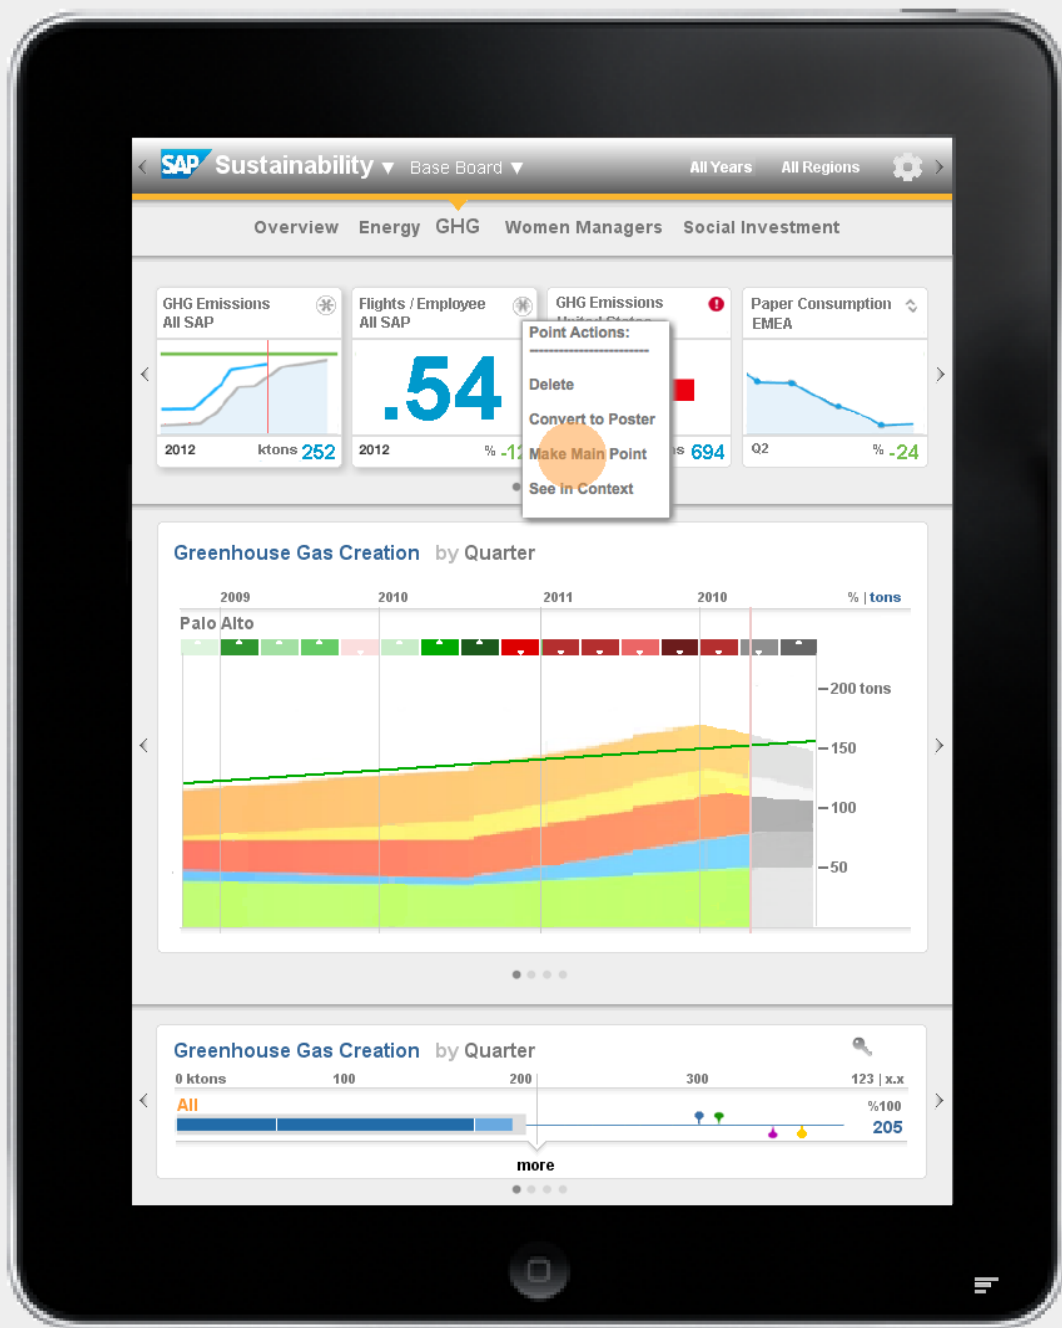 SAP Sustainability Base Board All Years All Regions
Overview Energy GHG Women Managers Social Investment
GHG Emissions
All SAP
2012 ktons 252
Flights / Employee
All SAP
.54
2012 % -12
GHG Emissions
United States
694
Paper Consumption
EMEA
Q2 % -24
Point Actions:
Delete
Convert to Poster
Make Main Point
See in Context
Greenhouse Gas Creation by Quarter
2009 2010 2011 2010 % | tons
Palo Alto
200 tons
150
100
50
Greenhouse Gas Creation by Quarter
0 ktons 100 200 300 123 | x.x
All %100
205
more